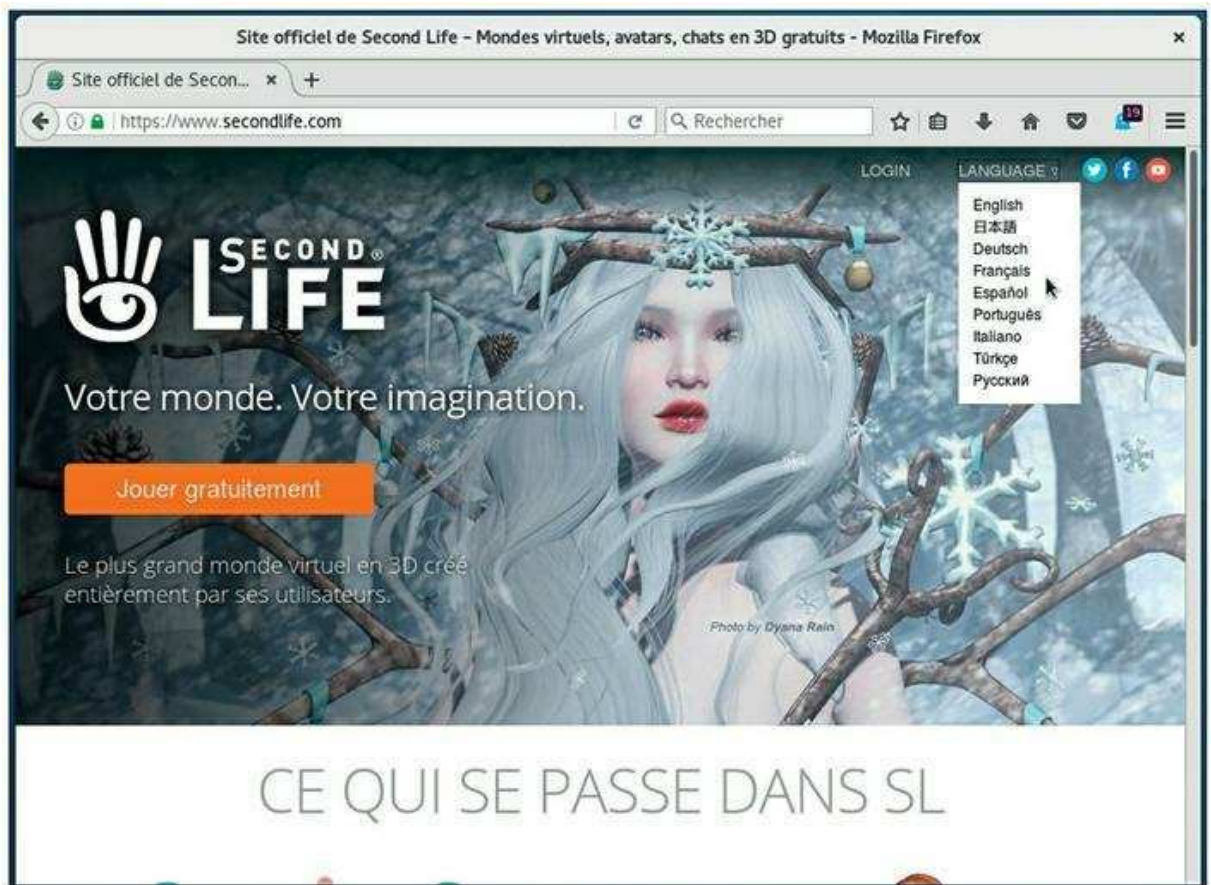 Site officiel de Second Life – Mondes virtuels, avatars, chats en 3D gratuits - Mozilla Firefox
Site officiel de Secon...
https://www.secondlife.com
Rechercher
19
LOGIN
LANGUAGE
English
日本語
Deutsch
Français
Español
Português
Italiano
Türkçe
Русский
SECOND®
LIFE
Votre monde. Votre imagination.
Jouer gratuitement
Le plus grand monde virtuel en 3D créé
entièrement par ses utilisateurs.
Photo by Dyana Rain
CE QUI SE PASSE DANS SL